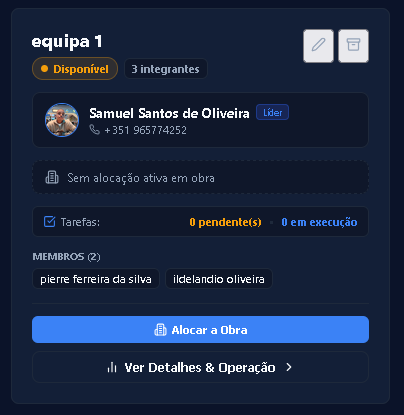 equipa 1
Disponível
3 integrantes
Samuel Santos de Oliveira Líder
+351 965774252
Sem alocação ativa em obra
Tarefas: 0 pendente(s) · 0 em execução
MEMBROS (2)
pierre ferreira da silva
ildelandio oliveira
Alocar a Obra
Ver Detalhes & Operação